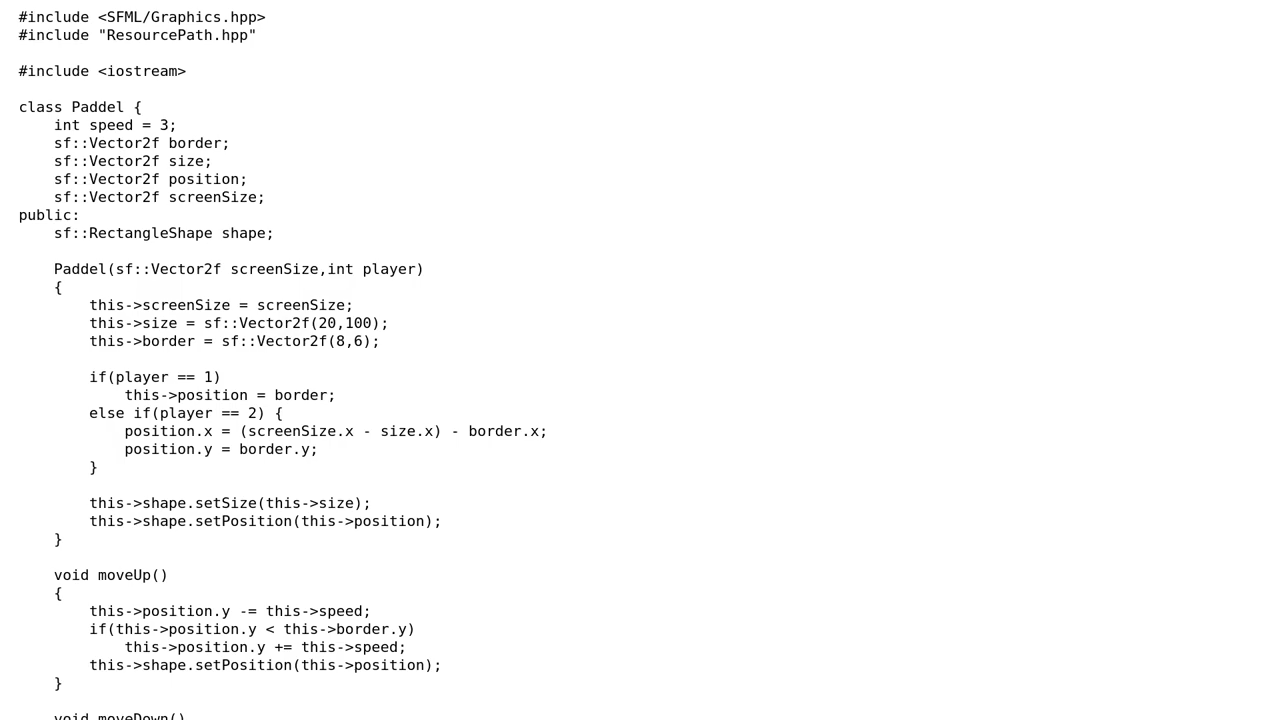 #include <SFML/Graphics.hpp>
#include "ResourcePath.hpp"

#include <iostream>

class Paddel {
    int speed = 3;
    sf::Vector2f border;
    sf::Vector2f size;
    sf::Vector2f position;
    sf::Vector2f screenSize;
public:
    sf::RectangleShape shape;

    Paddel(sf::Vector2f screenSize,int player)
    {
        this->screenSize = screenSize;
        this->size = sf::Vector2f(20,100);
        this->border = sf::Vector2f(8,6);

        if(player == 1)
            this->position = border;
        else if(player == 2) {
            position.x = (screenSize.x - size.x) - border.x;
            position.y = border.y;
        }

        this->shape.setSize(this->size);
        this->shape.setPosition(this->position);
    }

    void moveUp()
    {
        this->position.y -= this->speed;
        if(this->position.y < this->border.y)
            this->position.y += this->speed;
        this->shape.setPosition(this->position);
    }

    void moveDown()